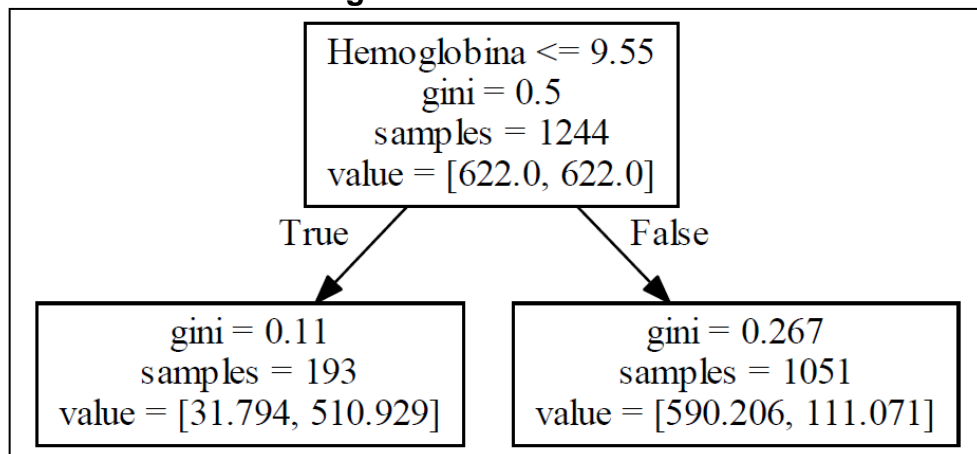 Hemoglobina <= 9.55
gini = 0.5
samples = 1244
value = [622.0, 622.0]
True
False
gini = 0.11
samples = 193
value = [31.794, 510.929]
gini = 0.267
samples = 1051
value = [590.206, 111.071]